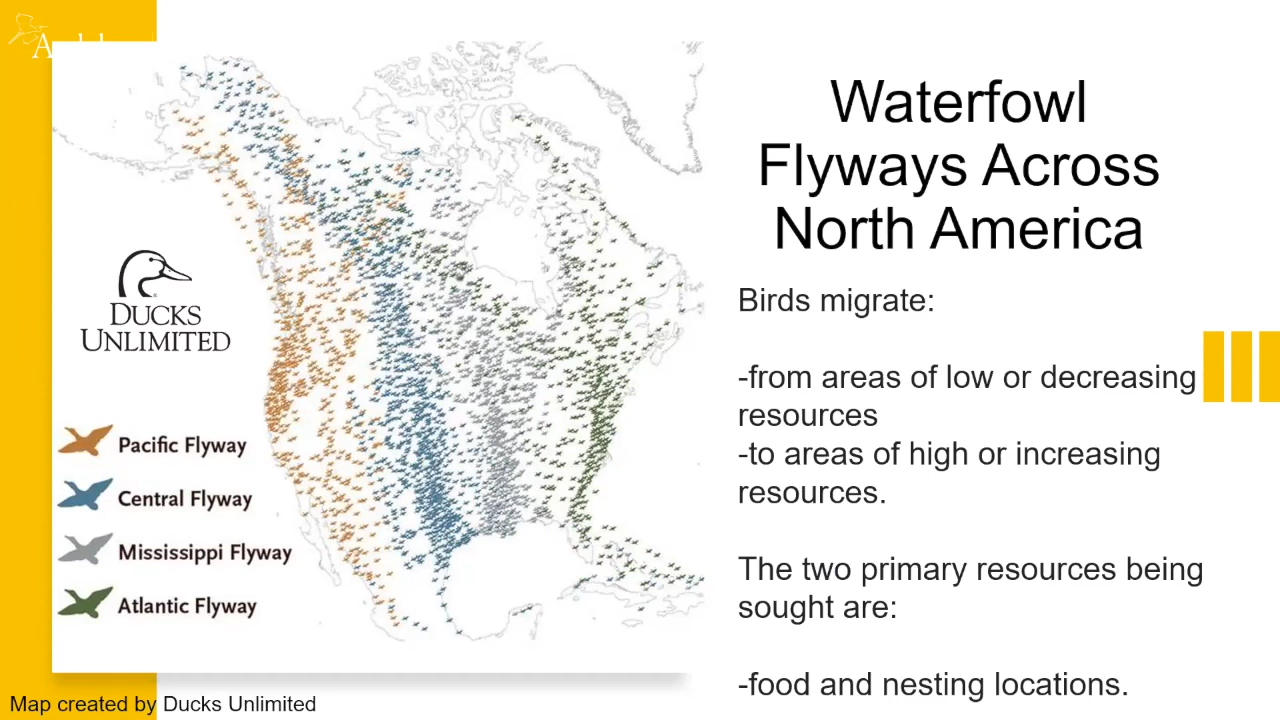 Waterfowl
Flyways Across
North America
Birds migrate:
-from areas of low or decreasing
resources
-to areas of high or increasing
resources.
The two primary resources being
sought are:
-food and nesting locations.
DUCKS
UNLIMITED
Pacific Flyway
Central Flyway
Mississippi Flyway
Atlantic Flyway
Map created by Ducks Unlimited